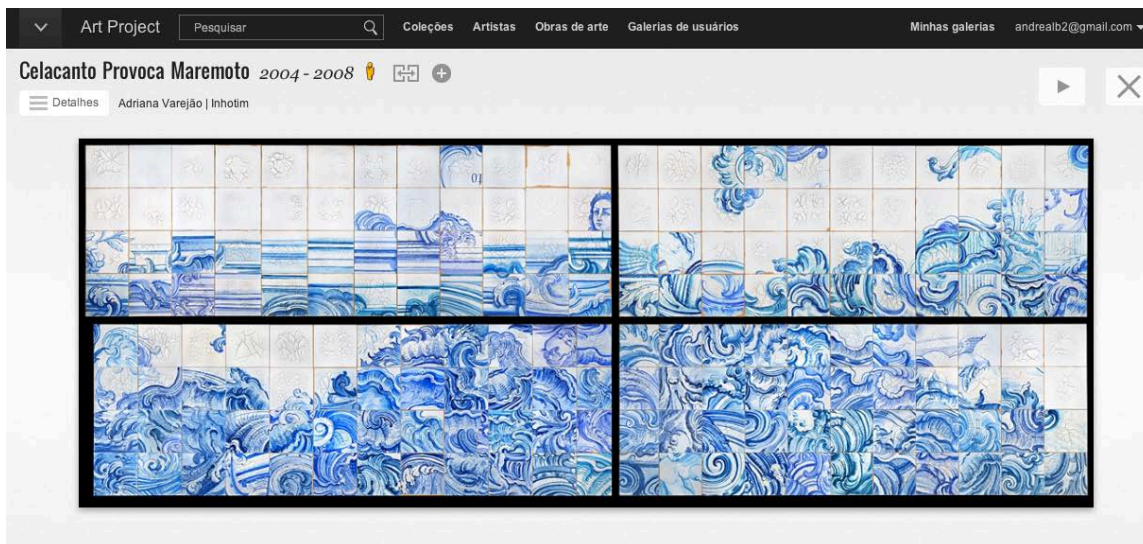 Art Project Pesquisar Coleções Artistas Obras de arte Galerias de usuários Minhas galerias andrealb2@gmail.com
Celacanto Provoca Maremoto 2004 - 2008
Detalhes Adriana Varejão | Inhotim
10